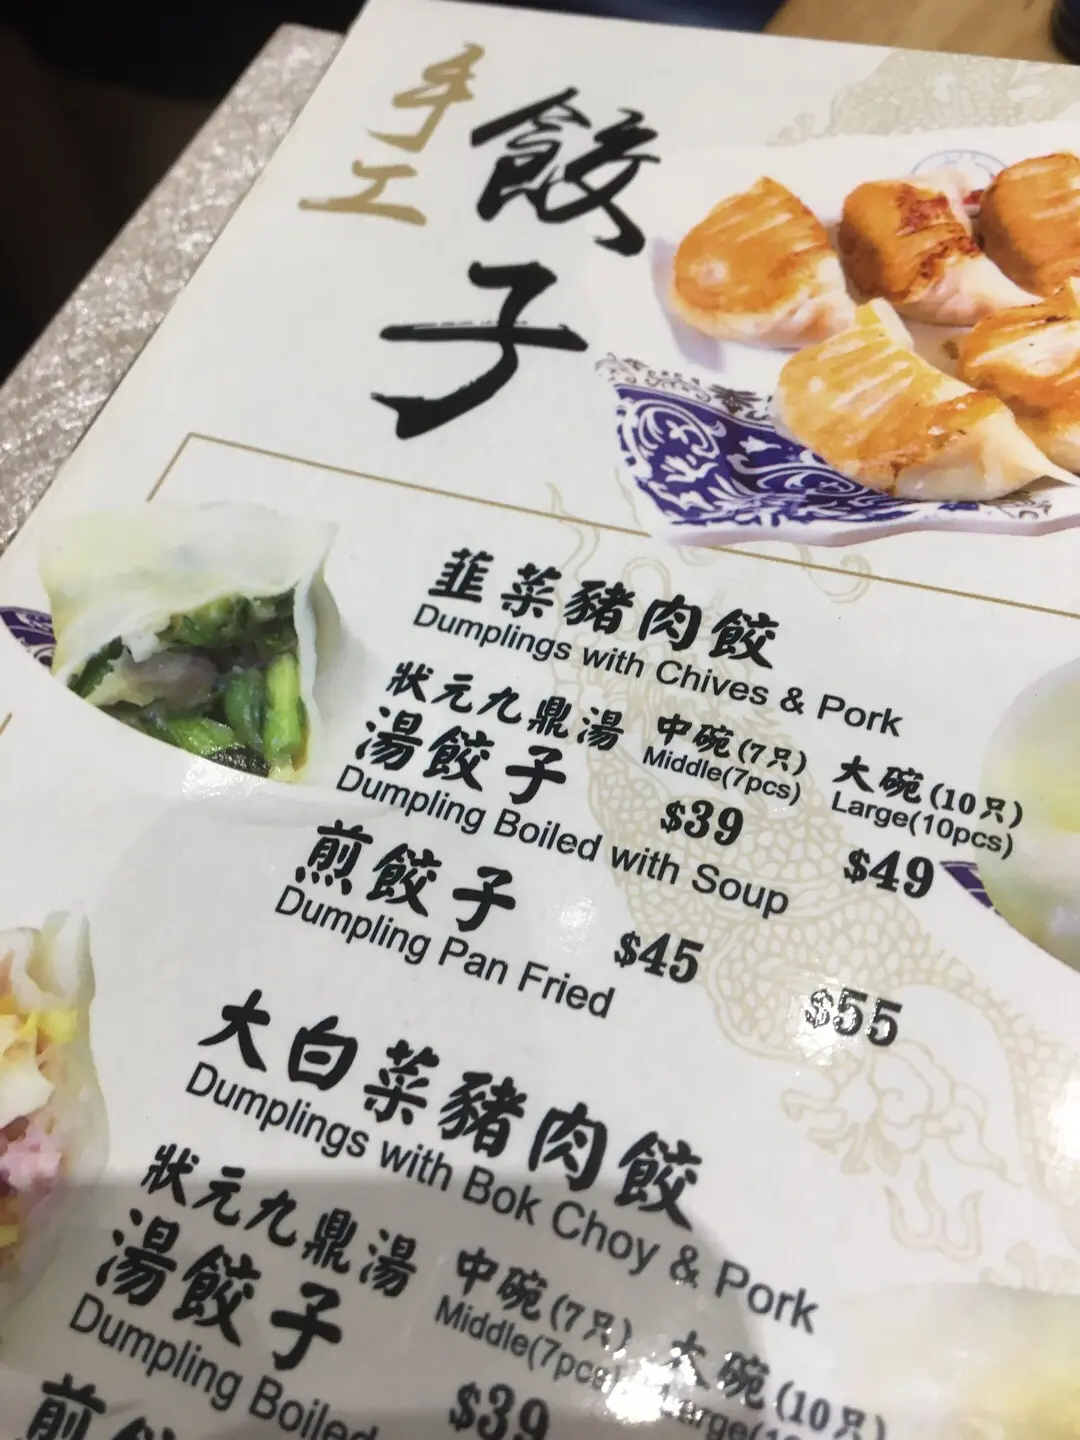 手工
餃子
韮菜豬肉餃
Dumplings with Chives & Pork
狀元九鼎湯
湯餃子
Dumpling Boiled with Soup
中碗(7只)
Middle(7pcs)
$39
大碗(10只)
Large(10pcs)
$49
煎餃子
Dumpling Pan Fried
$45
$55
大白菜豬肉餃
Dumplings with Bok Choy & Pork
狀元九鼎湯
湯餃子
Dumpling Boiled
中碗(7只)
Middle(7pcs
$39
大碗(10只)
煎